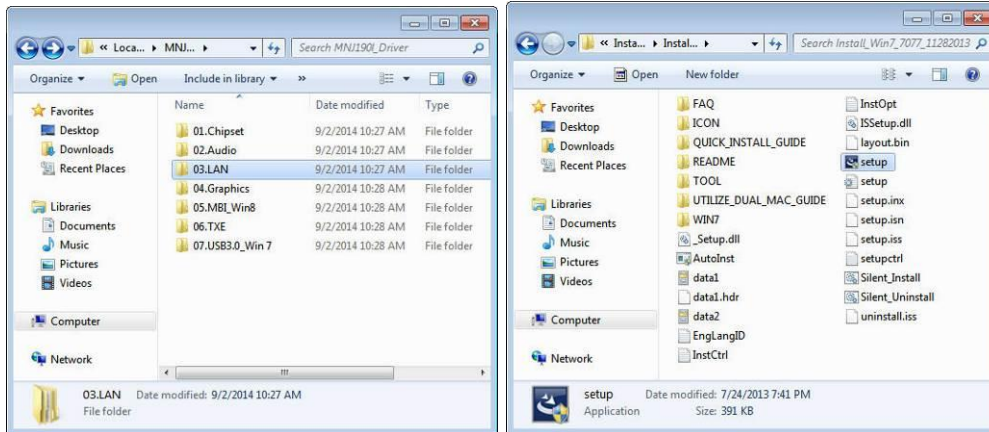 « Loca... ▸ MNJ... ▸
Search MNJ190I_Driver
Organize ▾ Open Include in library ▾ »
Favorites
Desktop
Downloads
Recent Places
Libraries
Documents
Music
Pictures
Videos
Computer
Network
Name Date modified Type
01.Chipset 9/2/2014 10:27 AM File folder
02.Audio 9/2/2014 10:27 AM File folder
03.LAN 9/2/2014 10:27 AM File folder
04.Graphics 9/2/2014 10:28 AM File folder
05.MBI_Win8 9/2/2014 10:28 AM File folder
06.TXE 9/2/2014 10:28 AM File folder
07.USB3.0_Win 7 9/2/2014 10:28 AM File folder
03.LAN Date modified: 9/2/2014 10:27 AM
File folder
« Insta... ▸ Instal... ▸
Search Install_Win7_7077_11282013
Organize ▾ Open New folder
Favorites
Desktop
Downloads
Recent Places
Libraries
Documents
Music
Pictures
Videos
Computer
Network
FAQ
ICON
QUICK_INSTALL_GUIDE
README
TOOL
UTILIZE_DUAL_MAC_GUIDE
WIN7
_Setup.dll
AutoInst
data1
data1.hdr
data2
EngLangID
InstCtrl
InstOpt
ISSetup.dll
layout.bin
setup
setup
setup.inx
setup.isn
setup.iss
setupctrl
Silent_Install
Silent_Uninstall
uninstall.iss
setup Date modified: 7/24/2013 7:41 PM
Application Size: 391 KB